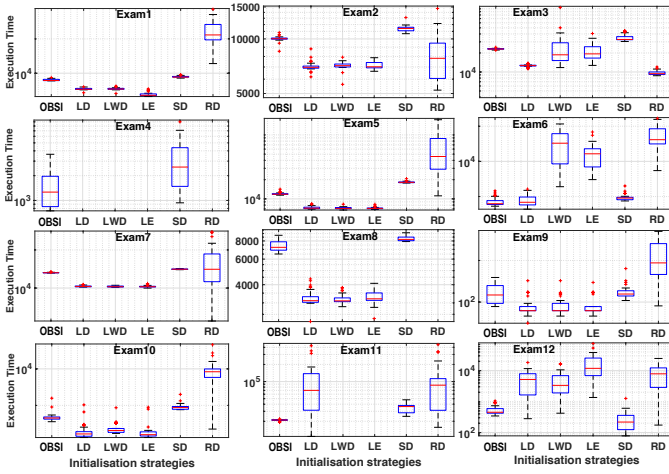 Exam1
Execution Time
10^4
OBSI LD LWD LE SD RD
Exam2
15000
10000
5000
OBSI LD LWD LE SD RD
Exam3
10^4
OBSI LD LWD LE SD RD
Exam4
Execution Time
10^3
OBSI LD LWD LE SD RD
Exam5
10^4
OBSI LD LWD LE SD RD
Exam6
10^4
OBSI LD LWD LE SD RD
Exam7
Execution Time
10^4
OBSI LD LWD LE SD RD
Exam8
8000
6000
4000
OBSI LD LWD LE SD RD
Exam9
10^2
OBSI LD LWD LE SD RD
Exam10
Execution Time
10^4
OBSI LD LWD LE SD RD
Initialisation strategies
Exam11
10^5
OBSI LD LWD LE SD RD
Initialisation strategies
Exam12
10^4
10^2
OBSI LD LWD LE SD RD
Initialisation strategies